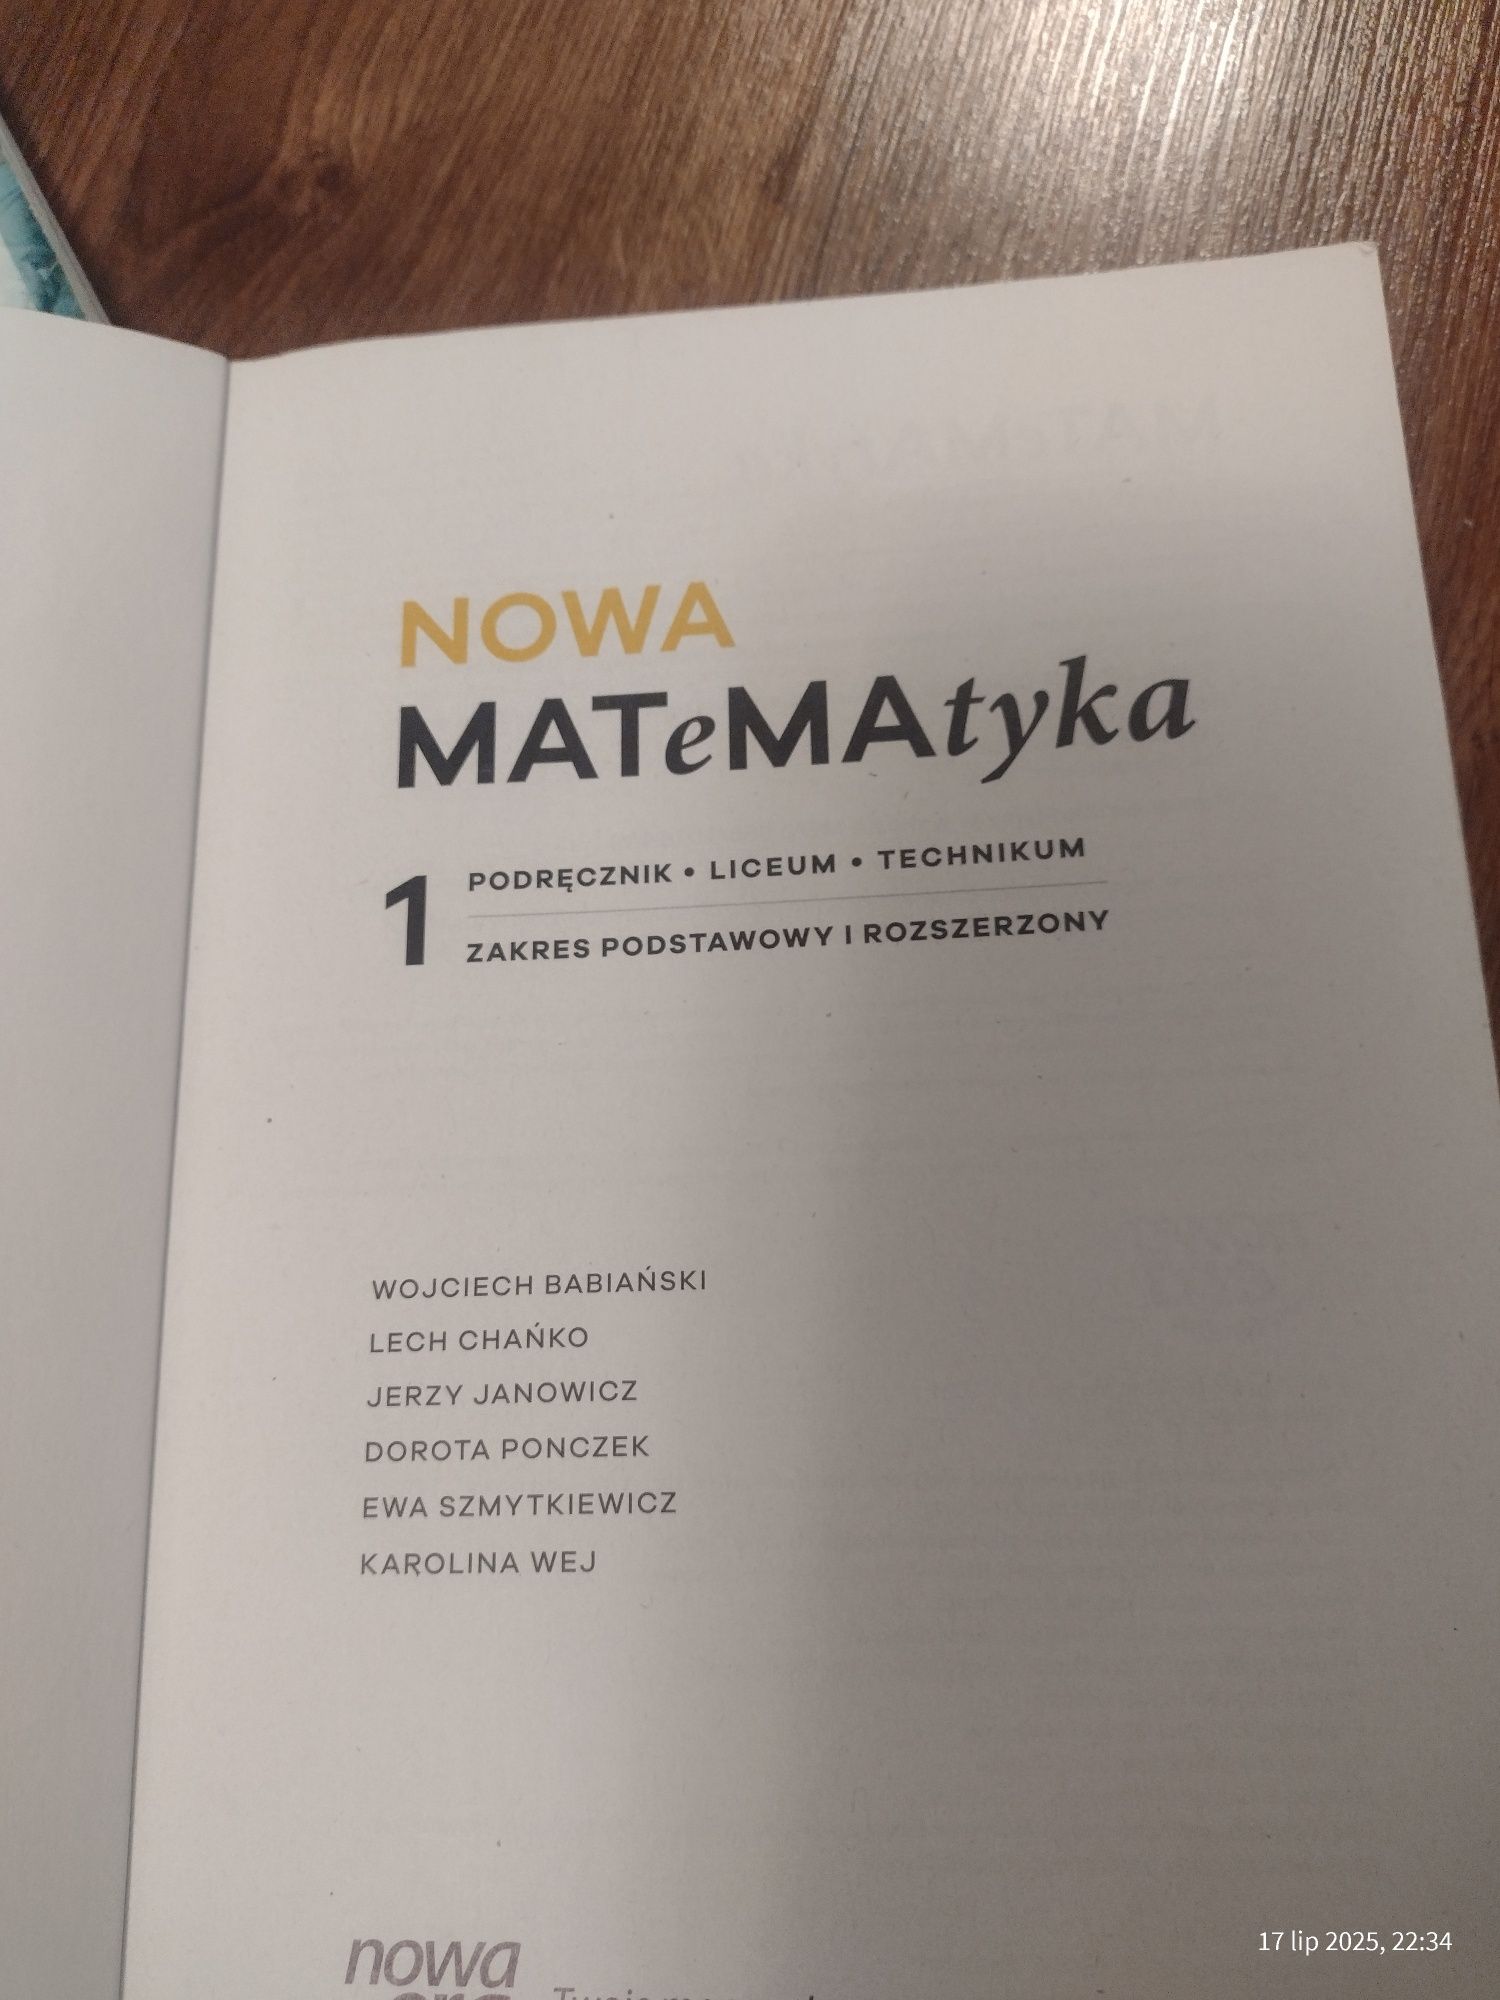 NOWA
MATeMAtyka
1
PODRĘCZNIK • LICEUM • TECHNIKUM
ZAKRES PODSTAWOWY I ROZSZERZONY
WOJCIECH BABIAŃSKI
LECH CHAŃKO
JERZY JANOWICZ
DOROTA PONCZEK
EWA SZMYTKIEWICZ
KAROLINA WEJ
nowa
17 lip 2025, 22:34